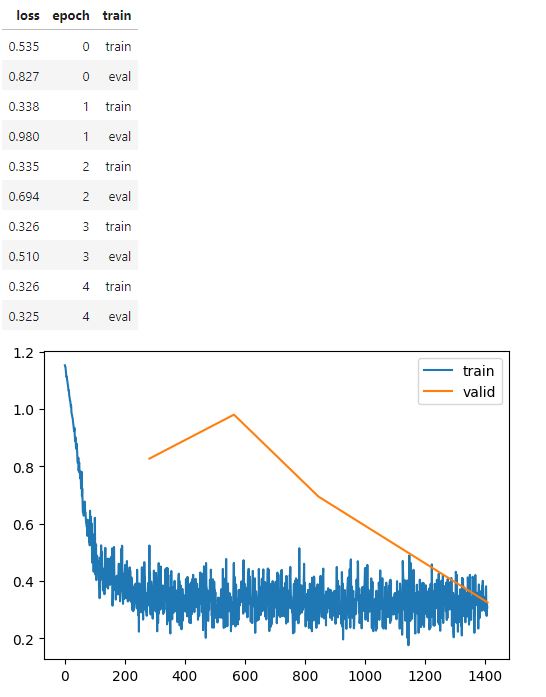 loss epoch train
0.535 0 train
0.827 0 eval
0.338 1 train
0.980 1 eval
0.335 2 train
0.694 2 eval
0.326 3 train
0.510 3 eval
0.326 4 train
0.325 4 eval
1.2
train
valid
1.0
0.8
0.6
0.4
0.2
0 200 400 600 800 1000 1200 1400